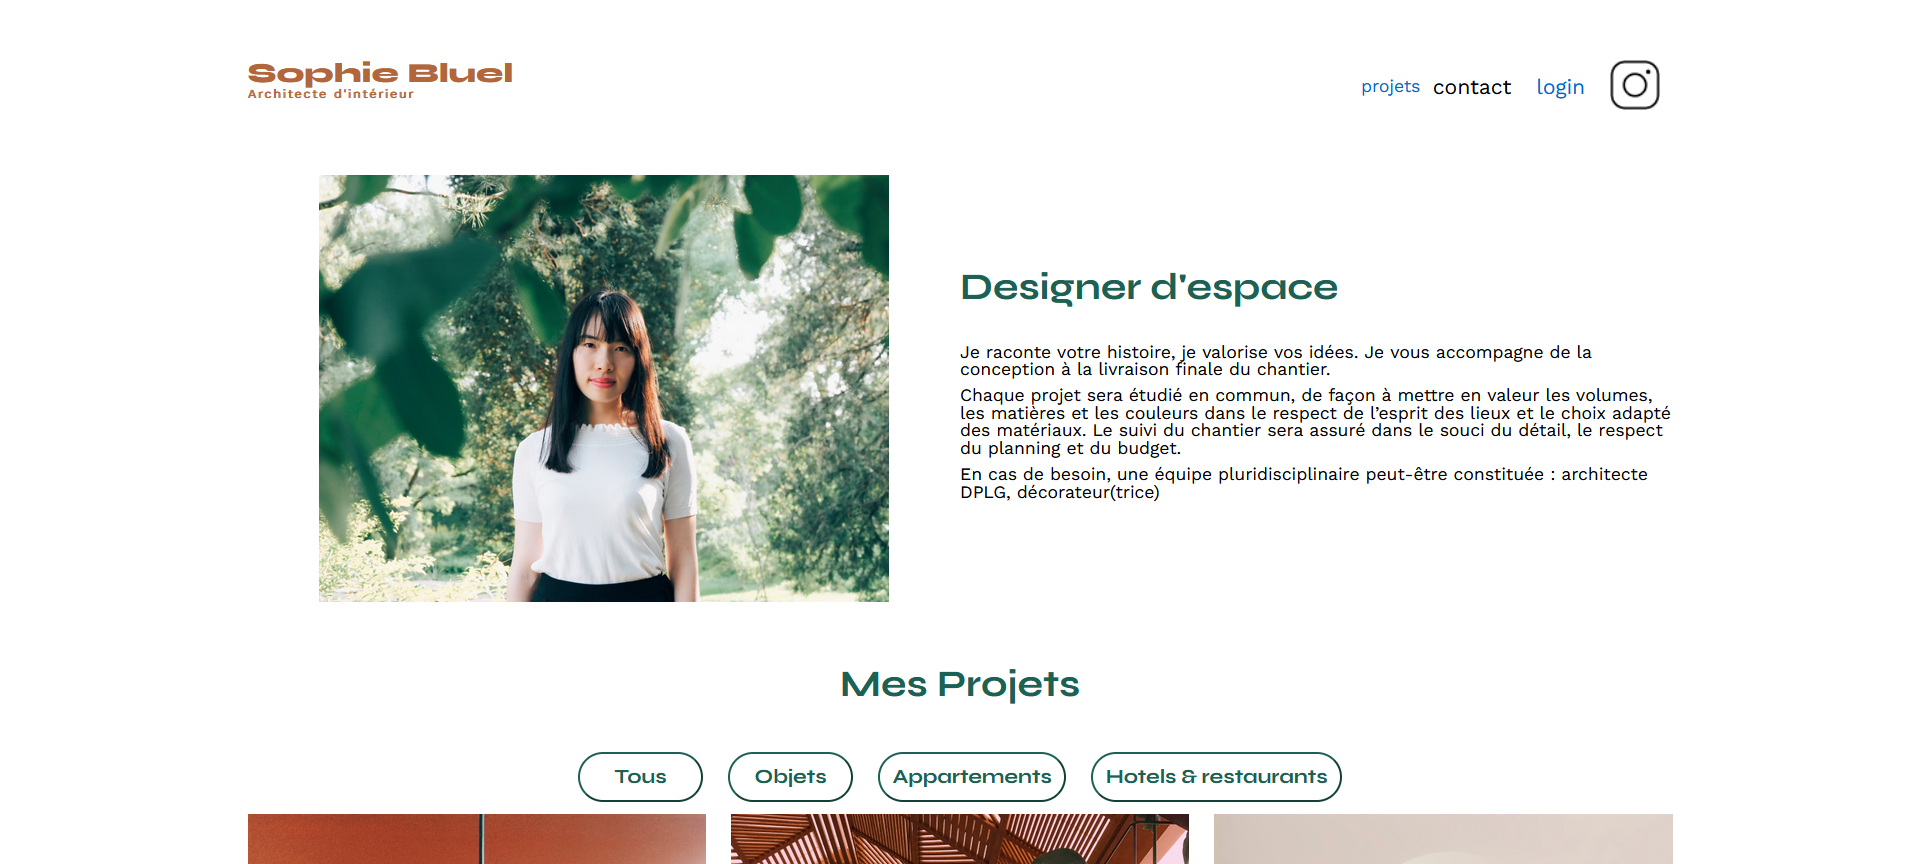 Sophie Bluel
Architecte d'intérieur
projets contact login
Designer d'espace
Je raconte votre histoire, je valorise vos idées. Je vous accompagne de la
conception à la livraison finale du chantier.
Chaque projet sera étudié en commun, de façon à mettre en valeur les volumes,
les matières et les couleurs dans le respect de l’esprit des lieux et le choix adapté
des matériaux. Le suivi du chantier sera assuré dans le souci du détail, le respect
du planning et du budget.
En cas de besoin, une équipe pluridisciplinaire peut-être constituée : architecte
DPLG, décorateur(trice)
Mes Projets
Tous Objets Appartements Hotels & restaurants